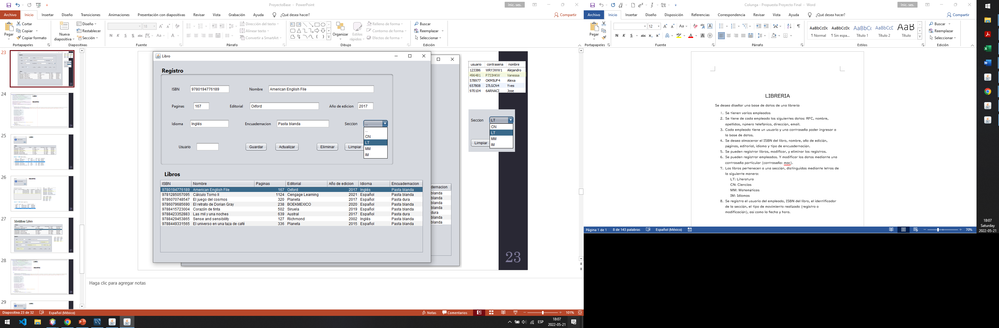 ProyectoBase - PowerPoint
Inic. ses.
Archivo Inicio Insertar Diseño Transiciones Animaciones Presentación con diapositivas Revisar Vista Grabación Ayuda ¿Qué desea hacer? Compartir
Pegar
Cortar
Copiar
Copiar formato
Portapapeles
Nueva diapositiva
Diseño
Restablecer
Sección
Diapositivas
18
N K S S abc AV Aa A
Fuente
Dirección del texto
Alinear texto
Convertir a SmartArt
Párrafo
Organizar
Estilos rápidos
Relleno de forma
Contorno de forma
Efectos de forma
Dibujo
Buscar
Reemplazar
Seleccionar
Edición
23
24
25
26
27
Modificar Libro
28
29
Libro
Registro
ISBN 9780194776189 Nombre American English File
Paginas 167 Editorial Oxford Año de edicion 2017
Idioma Inglés Encuadernacion Pasta blanda Seccion ...
...
CN
LT
MM
IM
Usuario Guardar Actualizar Eliminar Limpiar
Libros
ISBN Nombre Paginas Editorial Año de edicion Idioma Encuadernacion
9780194776189 American English File 167 Oxford 2017 Inglés Pasta blanda
9781285057095 Cálculo Tomo II 1124 Cengage Learning 2021 Español Pasta blanda
9786070748547 El juego del cosmos 320 Planeta 2017 Español Pasta dura
9786079685690 El retrato de Dorian Gray 238 BOEKMEXICO 2020 Español Pasta blanda
9788415723004 Corazón de tinta 502 Siruela 2019 Español Pasta blanda
9788423352883 Las mil y una noches 639 Austral 2017 Español Pasta dura
9788429453865 Sense and sensibility 127 Richmond 2002 Inglés Pasta blanda
9788449331565 El universo en una taza de café 336 Planeta 2015 Español Pasta blanda
dernacion
blanda
blanda
blanda
blanda
dura
blanda
blanda
usuario contrasena nombre
123386 WRYJWW1 Alejandro
496481 P733HKW Vanessa
578977 OKM5UF4 Alexa
657808 27LGCN4 Yves
970104 6ARNACI Jose
Seccion LT
CN
LT
MM
IM
Limpiar
23
Haga clic para agregar notas
Diapositiva 23 de 32 Español (México) Notas Comentarios 101%
ESP 18:07
2022-05-21
Colunga - Propuesta Proyecto Final - Word
Inic. ses.
Archivo Inicio Insertar Diseño Disposición Referencias Correspondencia Revisar Vista Ayuda ¿Qué desea hacer? Compartir
Pegar
Portapapeles
12
N K S abc X₂ X² A A A
Fuente
Párrafo
AaBbCcDc AaBbCcDc AaBbCc AaBbCcD AaB
¶ Normal ¶ Sin espa... Título 1 Título 2 Título
Estilos
Buscar
Reemplazar
Seleccionar
Edición
LIBRERIA
Se desea diseñar una base de datos de una librería
1. Se tienen varios empleados
2. Se tiene de cada empleado los siguientes datos: RFC, nombre,
apellidos, número telefónico, dirección, email.
3. Cada empleado tiene un usuario y una contraseña poder ingresar a
la base de datos.
4. Se desea almacenar el ISBN del libro, nombre, año de edición,
páginas, editorial, idioma y tipo de encuadernación.
5. Se pueden registrar libros, modificar, y eliminar los registros.
6. Se pueden registrar empleados. Y modificar los datos mediante una
contraseña particular (contraseña: mac).
7. Los libros pertenecen a una sección, distinguidas mediante letras de
la siguiente manera:
LT: Literatura
CN: Ciencias
MM: Matemáticas
IM: Idiomas
8. Se registra el usuario del empleado, ISBN del libro, el identificador
de la sección, el tipo de movimiento realizado (registro o
modificación), así como la fecha y hora.
Página 1 de 1 8 de 143 palabras Español (México) 70%
18:07
Saturday
2022-05-21